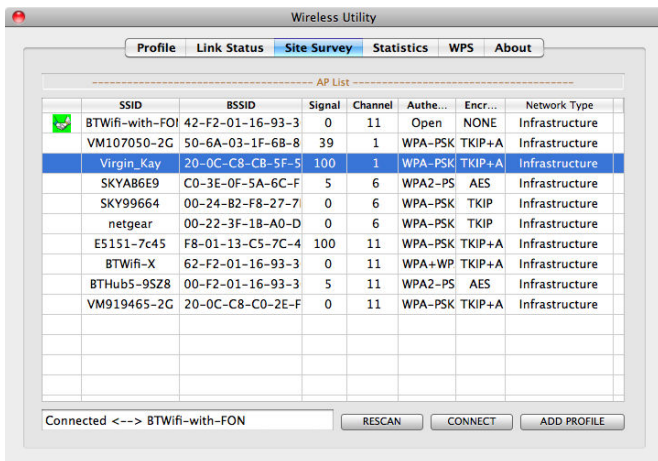 Wireless Utility
Profile Link Status Site Survey Statistics WPS About
AP List
SSID BSSID Signal Channel Authe... Encr... Network Type
BTWifi-with-FOI 42-F2-01-16-93-3 0 11 Open NONE Infrastructure
VM107050-2G 50-6A-03-1F-6B-8 39 1 WPA-PSK TKIP+A Infrastructure
Virgin_Kay 20-0C-C8-CB-5F-5 100 1 WPA-PSK TKIP+A Infrastructure
SKYAB6E9 C0-3E-0F-5A-6C-F 5 6 WPA2-PS AES Infrastructure
SKY99664 00-24-B2-F8-27-7 0 6 WPA-PSK TKIP Infrastructure
netgear 00-22-3F-1B-A0-D 0 6 WPA-PSK TKIP Infrastructure
E5151-7c45 F8-01-13-C5-7C-4 100 11 WPA-PSK TKIP+A Infrastructure
BTWifi-X 62-F2-01-16-93-3 0 11 WPA+WP TKIP+A Infrastructure
BTHub5-9SZ8 00-F2-01-16-93-3 5 11 WPA2-PS AES Infrastructure
VM919465-2G 20-0C-C8-C0-2E-F 0 11 WPA-PSK TKIP+A Infrastructure
Connected <--> BTWifi-with-FON RESCAN CONNECT ADD PROFILE